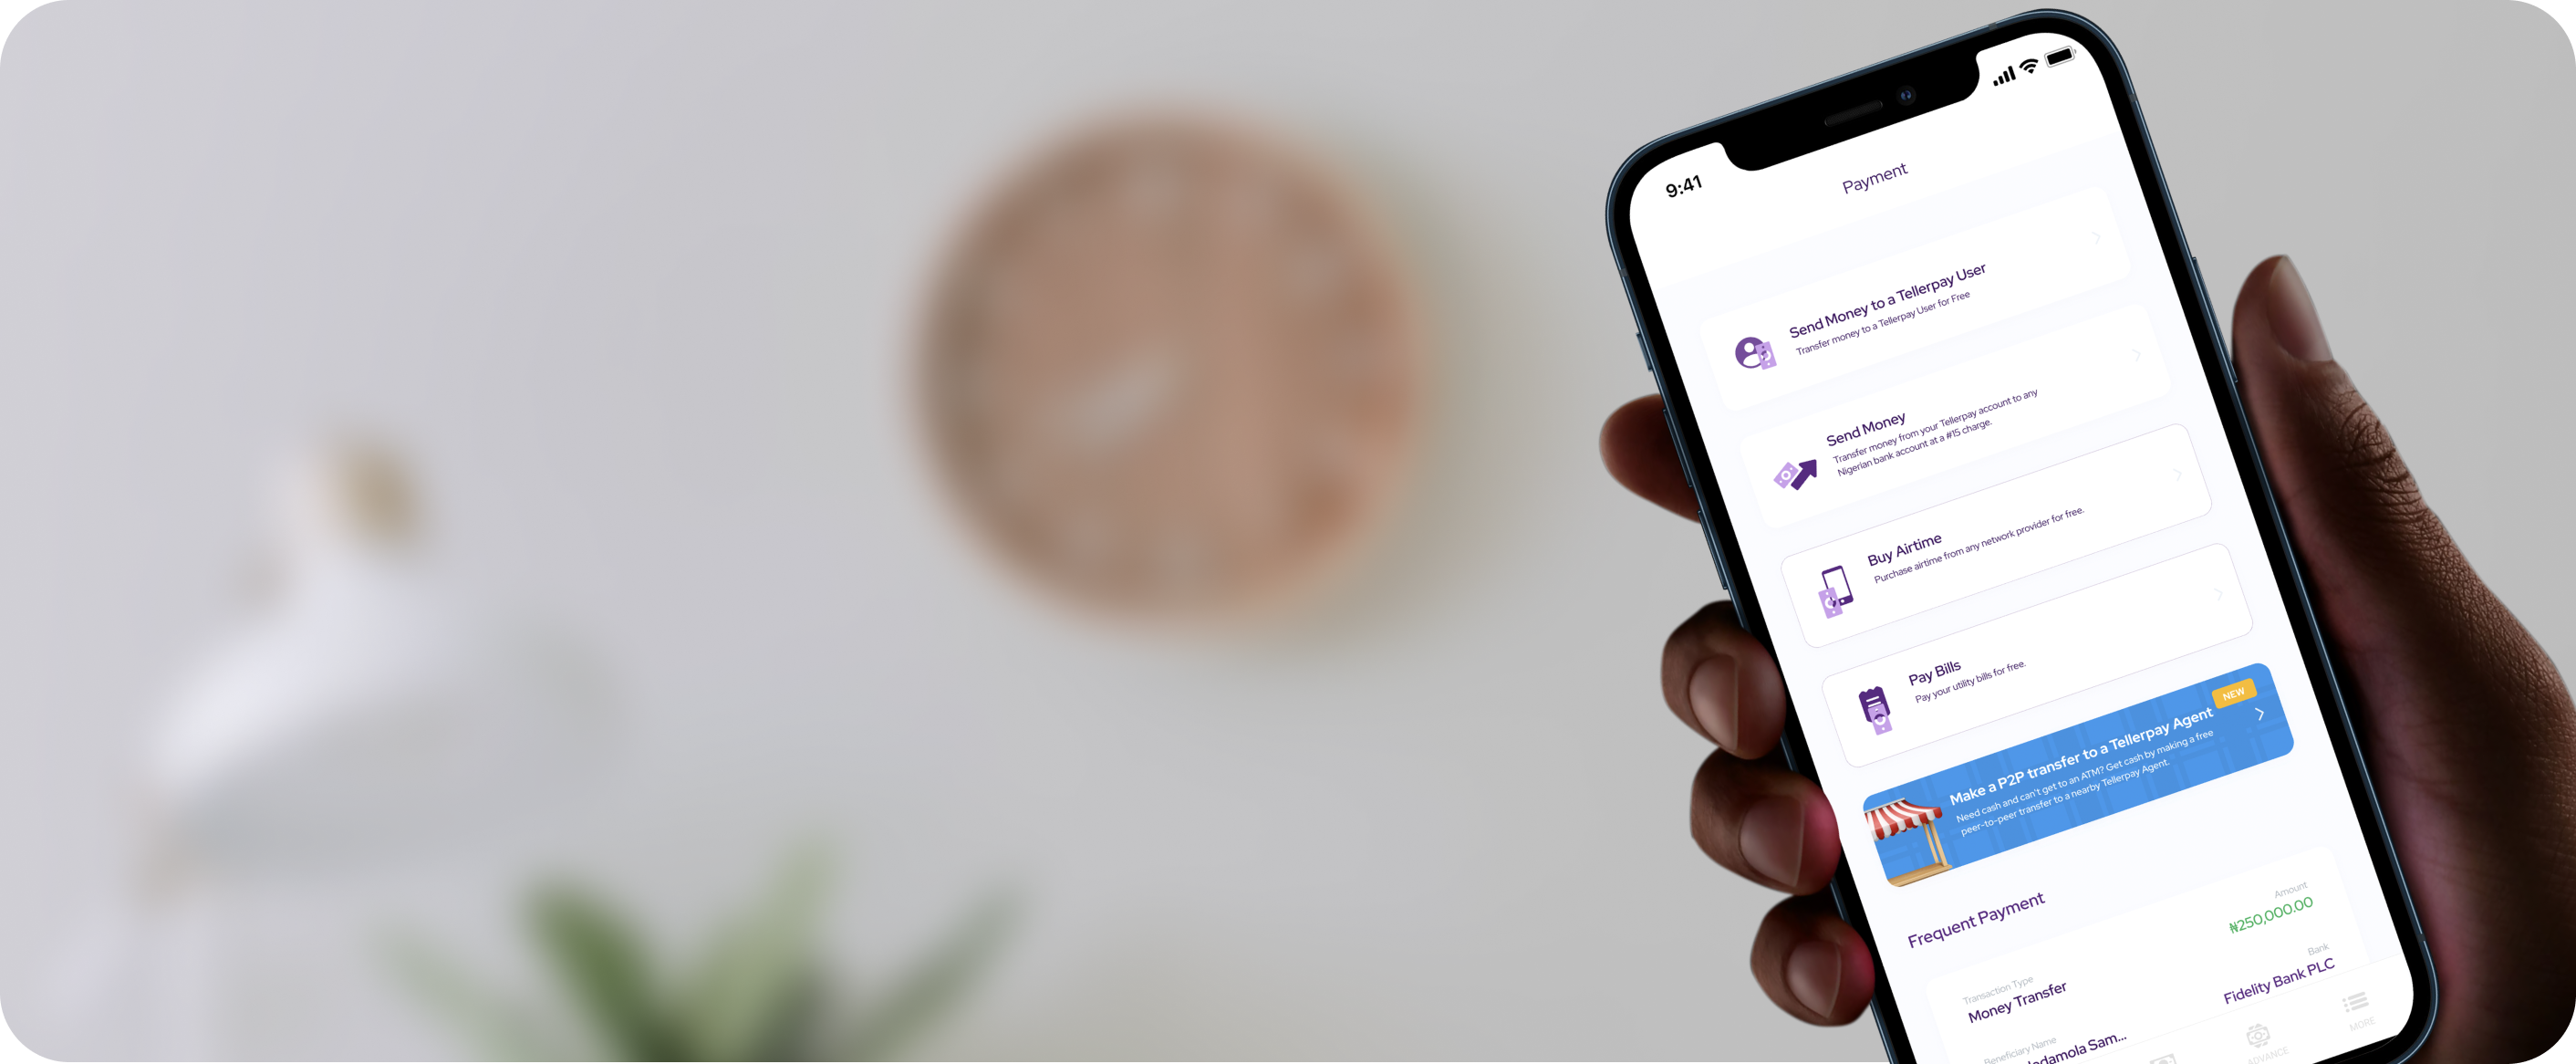 9:41
Payment
Send Money to a Tellerpay User
Transfer money to a Tellerpay User for Free
Send Money
Transfer money from your Tellerpay account to any
Nigerian bank account at a #15 charge.
Buy Airtime
Purchase airtime from any network provider for free.
Pay Bills
Pay your utility bills for free.
NEW
Make a P2P transfer to a Tellerpay Agent
Need cash and can't get to an ATM? Get cash by making a free
peer-to-peer transfer to a nearby Tellerpay Agent.
Frequent Payment
Amount
₦250,000.00
Transaction Type
Money Transfer
Bank
Fidelity Bank PLC
Beneficiary Name
Sam...
ADVANCE
MORE